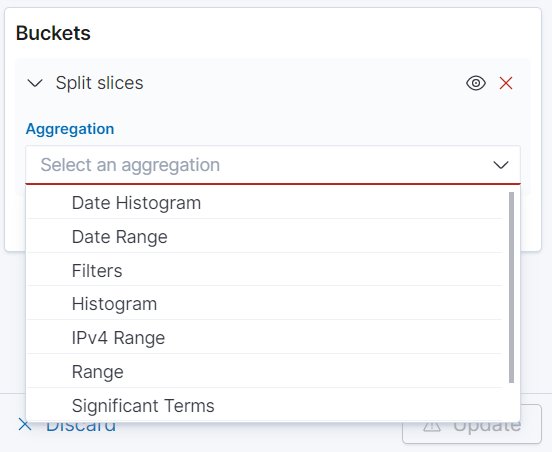 Buckets
Split slices
Aggregation
Select an aggregation
Date Histogram
Date Range
Filters
Histogram
IPv4 Range
Range
Significant Terms
Discard
Update